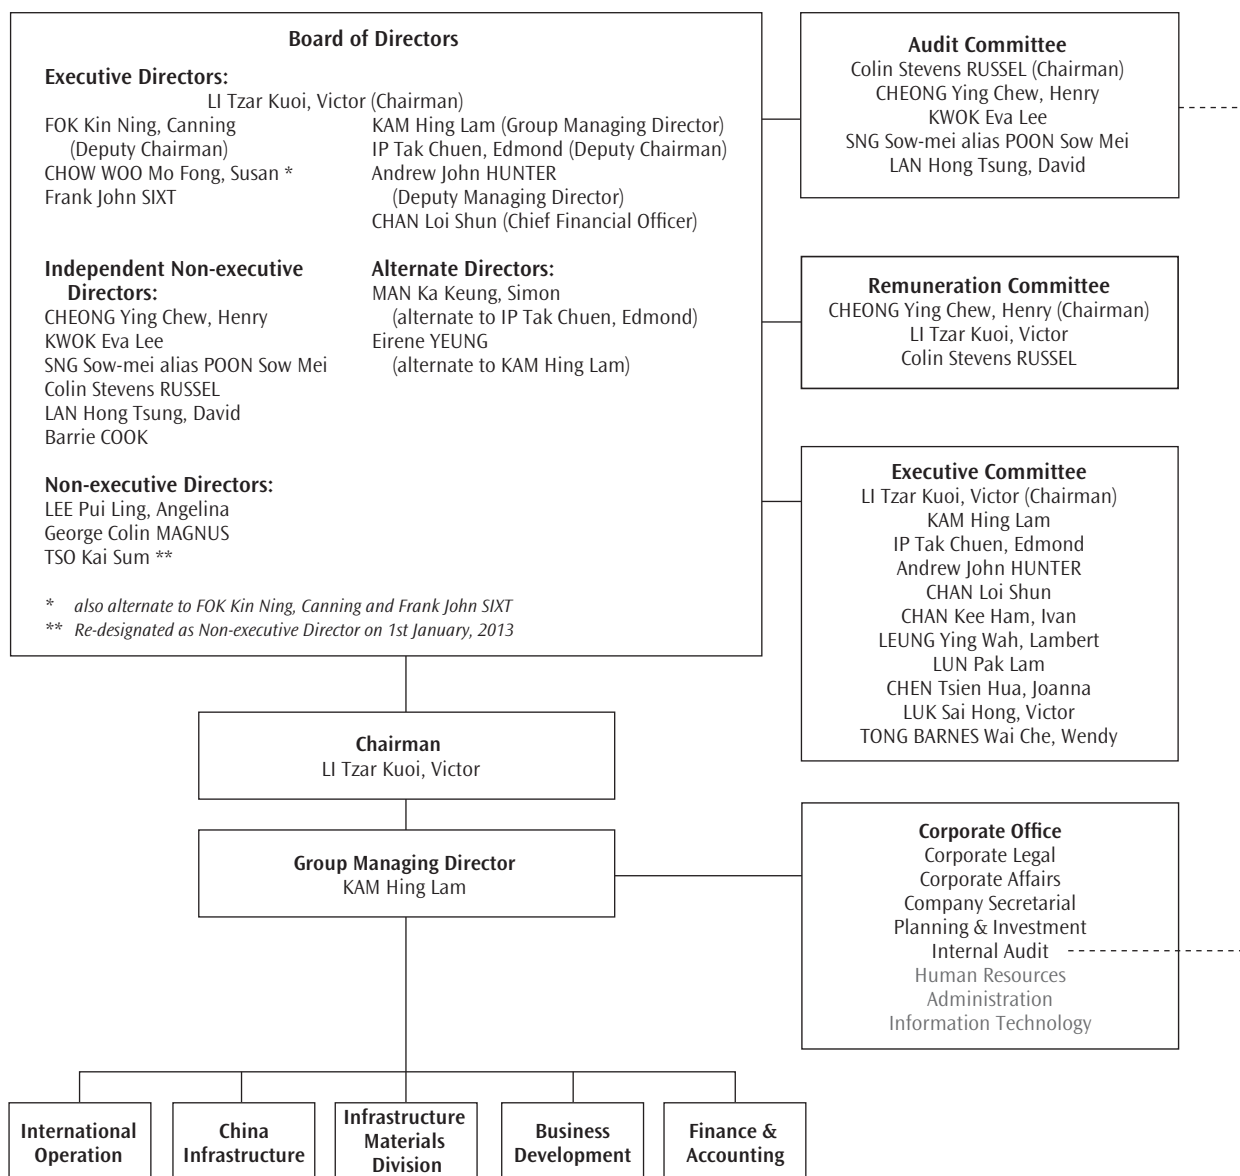 Board of Directors
Executive Directors:
LI Tzar Kuoi, Victor (Chairman)
FOK Kin Ning, Canning
(Deputy Chairman)
CHOW WOO Mo Fong, Susan *
Frank John SIXT
KAM Hing Lam (Group Managing Director)
IP Tak Chuen, Edmond (Deputy Chairman)
Andrew John HUNTER
(Deputy Managing Director)
CHAN Loi Shun (Chief Financial Officer)
Independent Non-executive
Directors:
CHEONG Ying Chew, Henry
KWOK Eva Lee
SNG Sow-mei alias POON Sow Mei
Colin Stevens RUSSEL
LAN Hong Tsung, David
Barrie COOK
Alternate Directors:
MAN Ka Keung, Simon
(alternate to IP Tak Chuen, Edmond)
Eirene YEUNG
(alternate to KAM Hing Lam)
Non-executive Directors:
LEE Pui Ling, Angelina
George Colin MAGNUS
TSO Kai Sum **
* also alternate to FOK Kin Ning, Canning and Frank John SIXT
** Re-designated as Non-executive Director on 1st January, 2013
Audit Committee
Colin Stevens RUSSEL (Chairman)
CHEONG Ying Chew, Henry
KWOK Eva Lee
SNG Sow-mei alias POON Sow Mei
LAN Hong Tsung, David
Remuneration Committee
CHEONG Ying Chew, Henry (Chairman)
LI Tzar Kuoi, Victor
Colin Stevens RUSSEL
Executive Committee
LI Tzar Kuoi, Victor (Chairman)
KAM Hing Lam
IP Tak Chuen, Edmond
Andrew John HUNTER
CHAN Loi Shun
CHAN Kee Ham, Ivan
LEUNG Ying Wah, Lambert
LUN Pak Lam
CHEN Tsien Hua, Joanna
LUK Sai Hong, Victor
TONG BARNES Wai Che, Wendy
Chairman
LI Tzar Kuoi, Victor
Group Managing Director
KAM Hing Lam
Corporate Office
Corporate Legal
Corporate Affairs
Company Secretarial
Planning & Investment
Internal Audit
Human Resources
Administration
Information Technology
International
Operation
China
Infrastructure
Infrastructure
Materials
Division
Business
Development
Finance &
Accounting